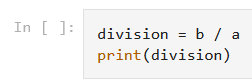 In [ ]:
division = b / a
print(division)